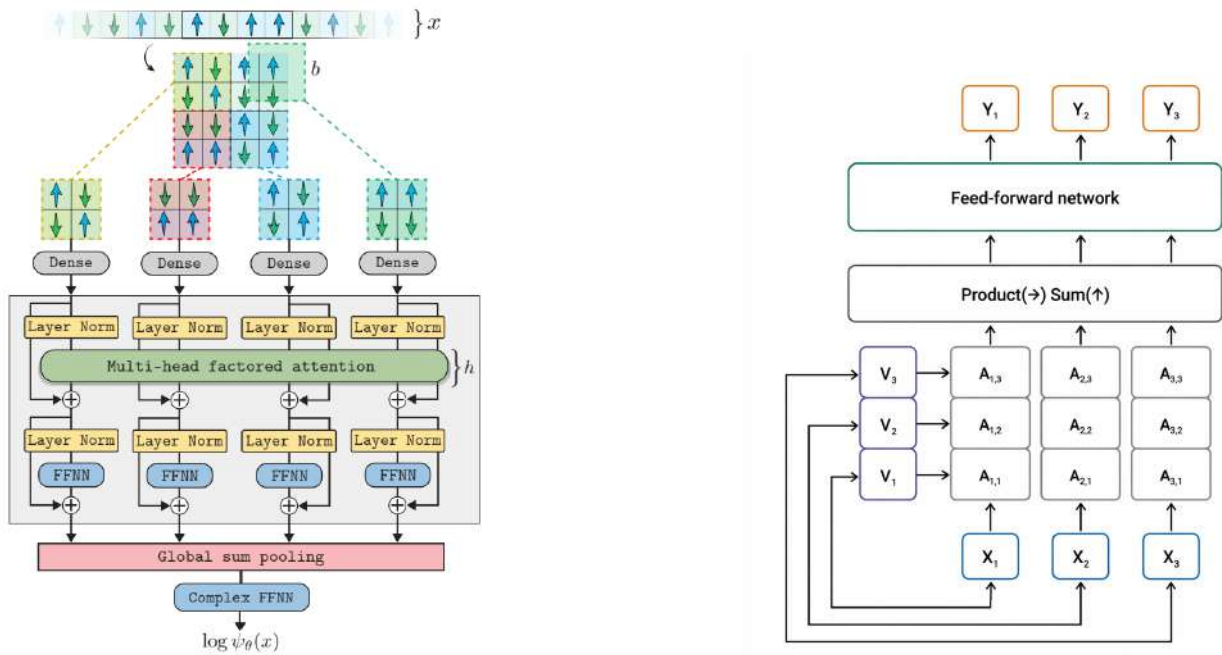 x
b
Dense Dense Dense Dense
Layer Norm Layer Norm Layer Norm Layer Norm
Multi-head factored attention
h
Layer Norm Layer Norm Layer Norm Layer Norm
FFNN FFNN FFNN FFNN
Global sum pooling
Complex FFNN
log ψ_θ(x)
Y₁ Y₂ Y₃
Feed-forward network
Product(→) Sum(↑)
V₃ A₁,₃ A₂,₃ A₃,₃
V₂ A₁,₂ A₂,₂ A₃,₂
V₁ A₁,₁ A₂,₁ A₃,₁
X₁ X₂ X₃